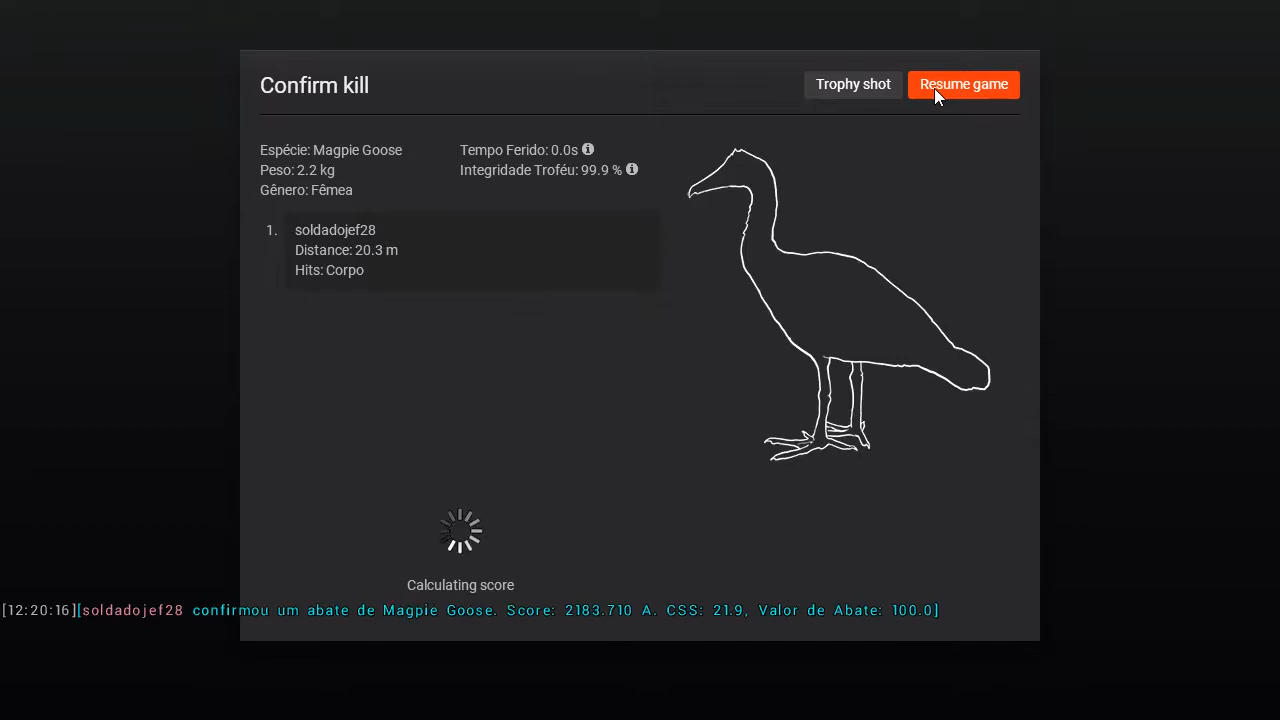 Confirm kill
Trophy shot
Resume game
Espécie: Magpie Goose
Peso: 2.2 kg
Gênero: Fêmea
Tempo Ferido: 0.0s
Integridade Troféu: 99.9 %
1. soldadojef28
Distance: 20.3 m
Hits: Corpo
Calculating score
[12:20:16][soldadojef28 confirmou um abate de Magpie Goose. Score: 2183.710 A. CSS: 21.9, Valor de Abate: 100.0]